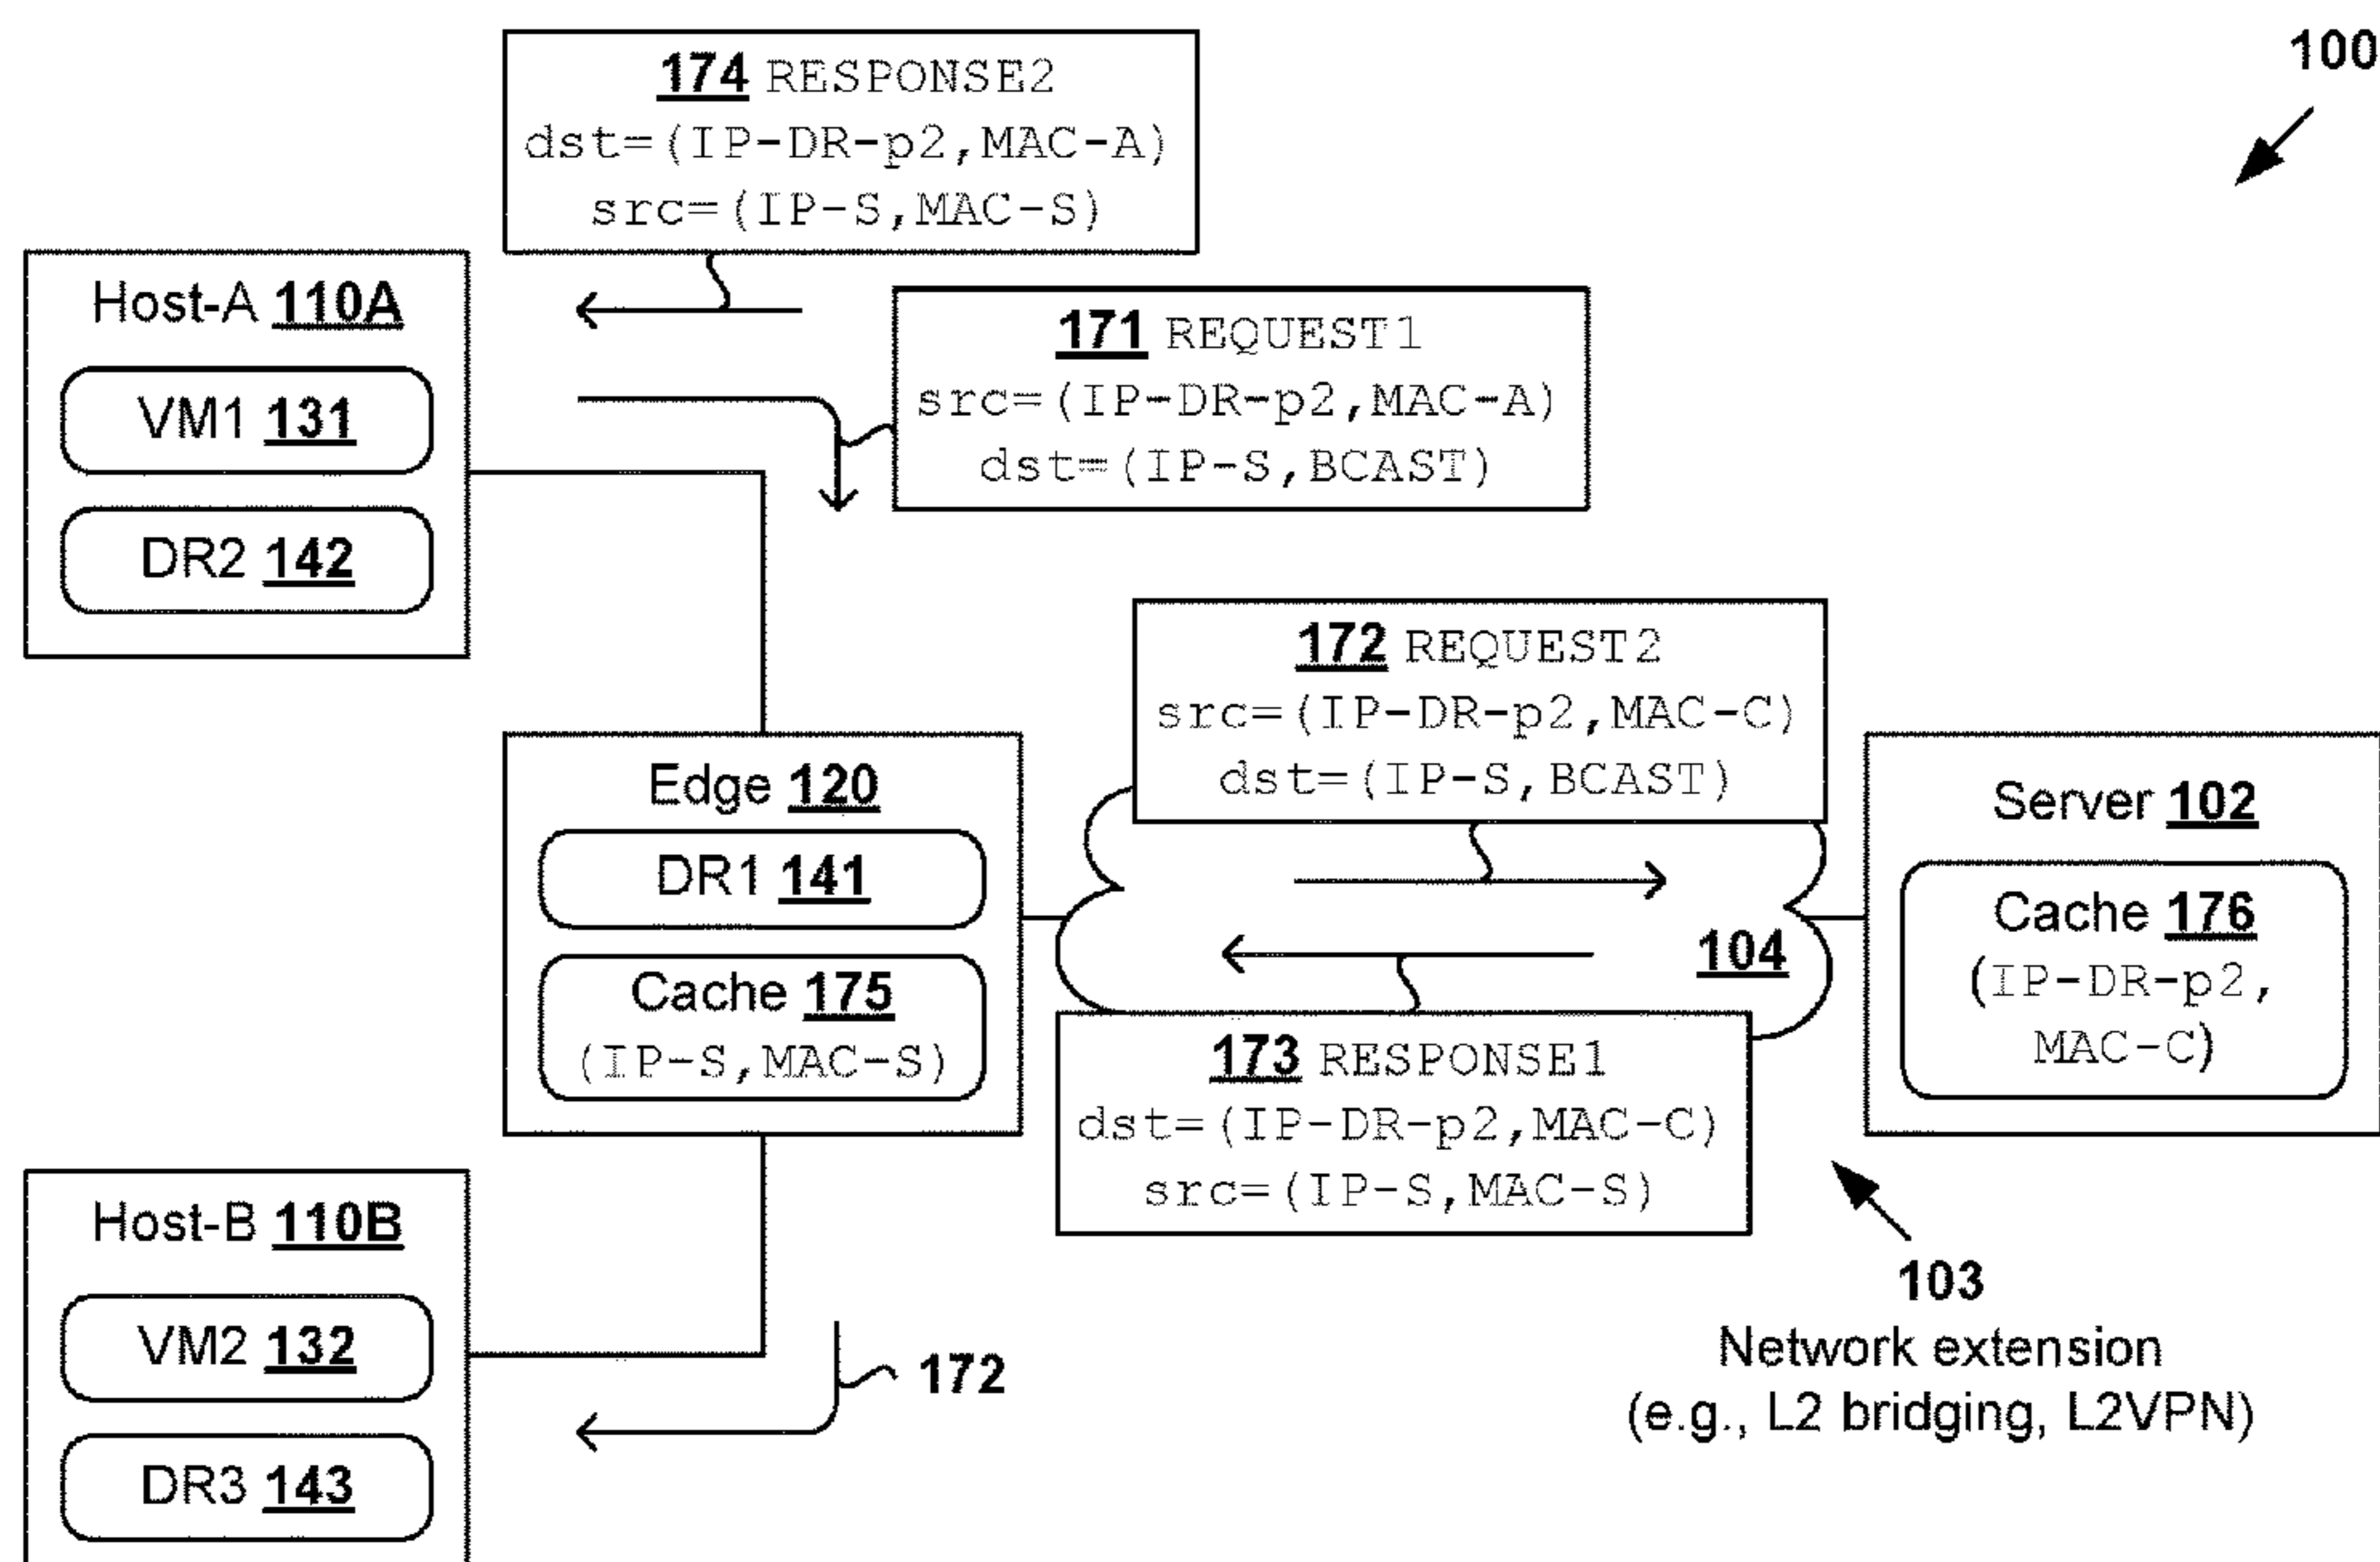 100
174 RESPONSE2
dst=(IP-DR-p2,MAC-A)
src=(IP-S,MAC-S)
Host-A 110A
VM1 131
DR2 142
171 REQUEST1
src=(IP-DR-p2,MAC-A)
dst=(IP-S,BCAST)
172 REQUEST2
src=(IP-DR-p2,MAC-C)
dst=(IP-S,BCAST)
Edge 120
DR1 141
Cache 175
(IP-S,MAC-S)
104
Server 102
Cache 176
(IP-DR-p2,
MAC-C)
173 RESPONSE1
dst=(IP-DR-p2,MAC-C)
src=(IP-S,MAC-S)
Host-B 110B
VM2 132
DR3 143
172
103
Network extension
(e.g., L2 bridging, L2VPN)